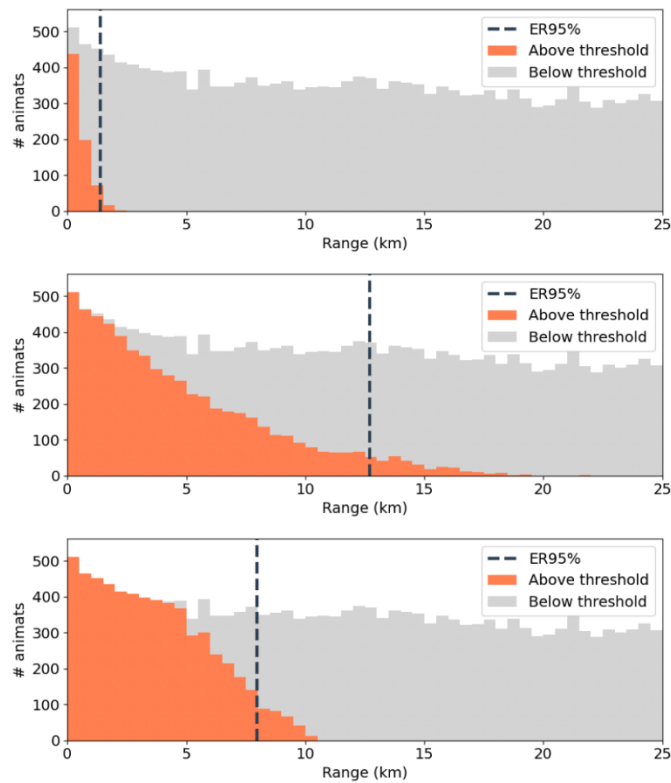 500
400
300
200
100
0
# animats
ER95%
Above threshold
Below threshold
0 5 10 15 20 25
Range (km)
500
400
300
200
100
0
# animats
ER95%
Above threshold
Below threshold
0 5 10 15 20 25
Range (km)
500
400
300
200
100
0
# animats
ER95%
Above threshold
Below threshold
0 5 10 15 20 25
Range (km)